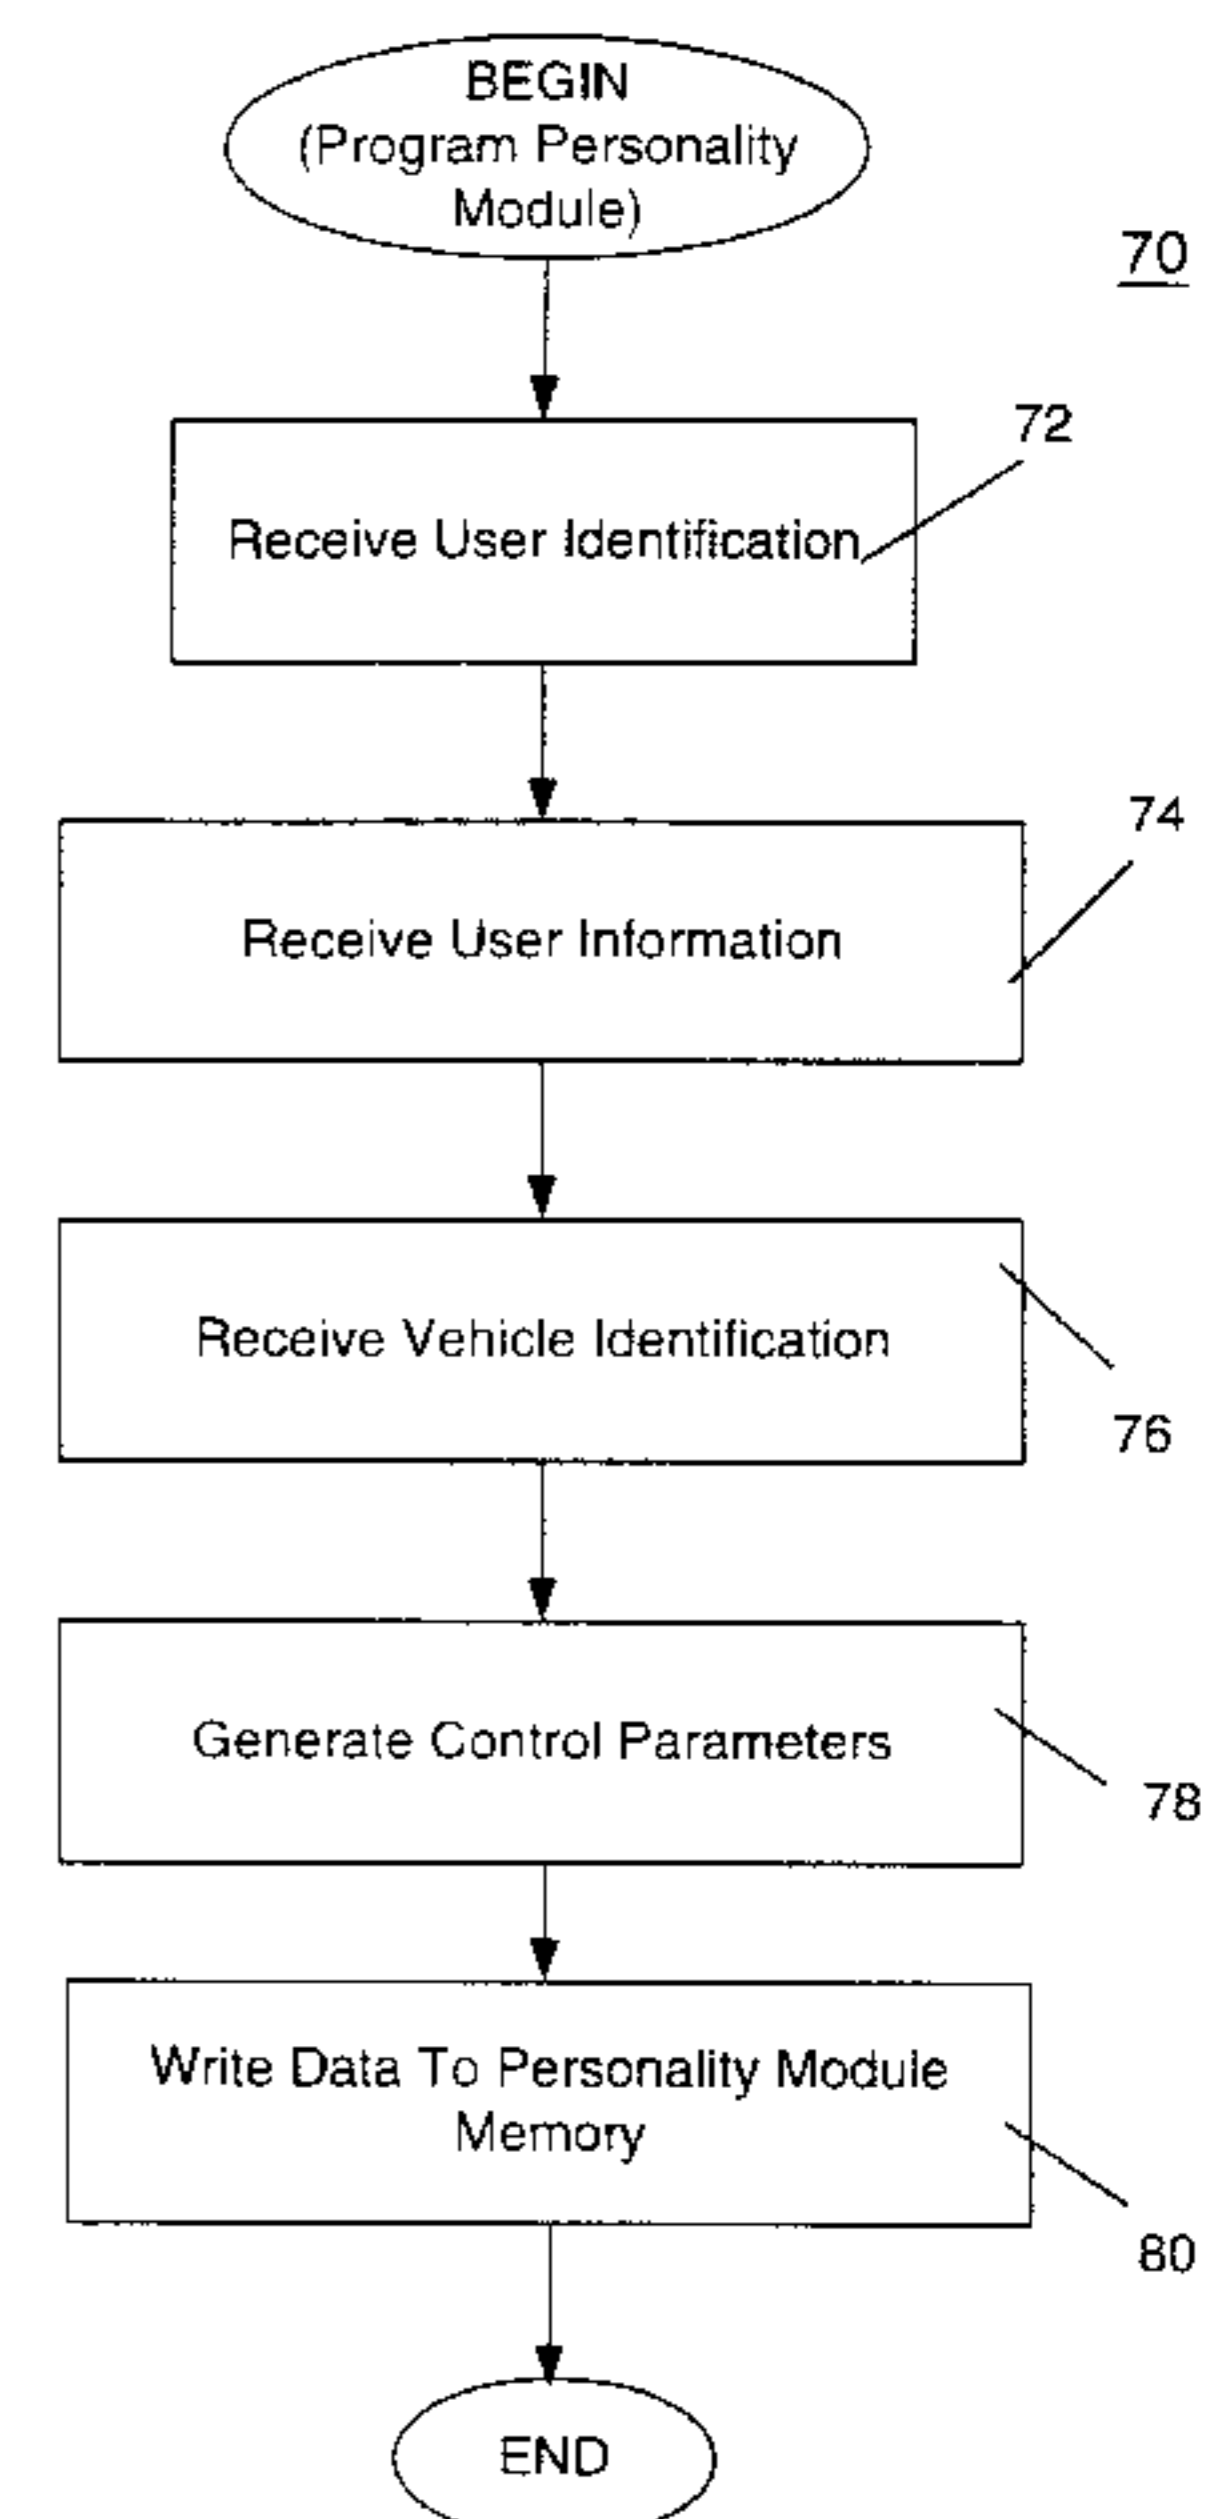 BEGIN
(Program Personality
Module)
70
72
Receive User Identification
74
Receive User Information
Receive Vehicle Identification
76
Generate Control Parameters
78
Write Data To Personality Module
Memory
80
END